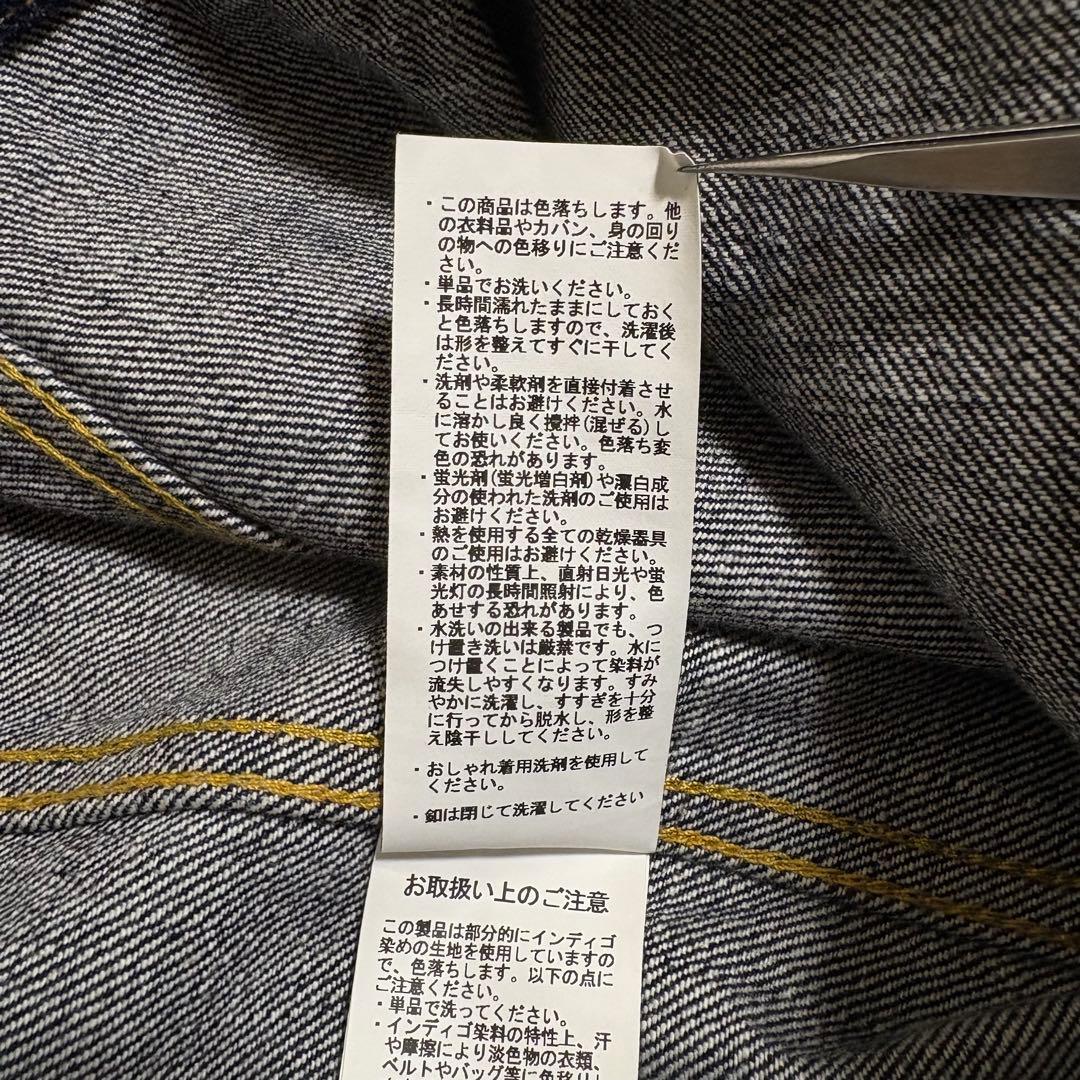 ・この商品は色落ちします。他
の衣料品やカバン、身の回り
の物への色移りにご注意くだ
さい。
・単品でお洗いください。
・長時間濡れたままにしておく
と色落ちしますので、洗濯後
は形を整えてすぐに干してく
ださい。
・洗剤や柔軟剤を直接付着させ
ることはお避けください。水
に溶かし良く攪拌(混ぜる)し
てお使いください。色落ち変
色の恐れがあります。
・蛍光剤(蛍光増白剤)や漂白成
分の使われた洗剤のご使用は
お避けください。
・熱を使用する全ての乾燥器具
のご使用はお避けください。
・素材の性質上、直射日光や蛍
光灯の長時間照射により、色
あせする恐れがあります。
・水洗いの出来る製品でも、つ
け置き洗いは厳禁です。水に
つけ置くことによって染料が
流失しやすくなります。すみ
やかに洗濯し、すすぎを十分
に行ってから脱水し、形を整
え陰干ししてください。
・おしゃれ着用洗剤を使用して
ください。
・釦は閉じて洗濯してください
お取扱い上のご注意
この製品は部分的にインディゴ
染めの生地を使用していますの
で、色落ちします。以下の点に
ご注意ください。
・単品で洗ってください。
・インディゴ染料の特性上、汗
や摩擦により淡色物の衣類、
ベルトやバッグ等に色移りし